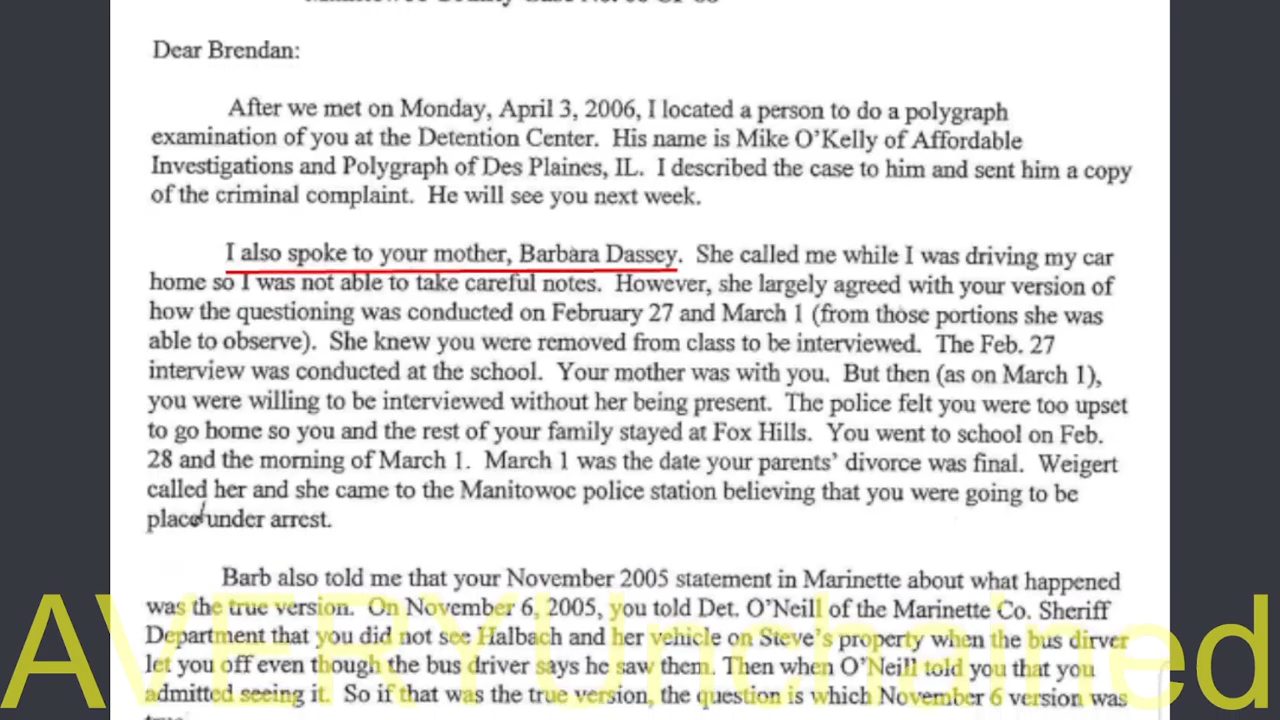 Dear Brendan:
After we met on Monday, April 3, 2006, I located a person to do a polygraph
examination of you at the Detention Center. His name is Mike O'Kelly of Affordable
Investigations and Polygraph of Des Plaines, IL. I described the case to him and sent him a copy
of the criminal complaint. He will see you next week.
I also spoke to your mother, Barbara Dassey. She called me while I was driving my car
home so I was not able to take careful notes. However, she largely agreed with your version of
how the questioning was conducted on February 27 and March 1 (from those portions she was
able to observe). She knew you were removed from class to be interviewed. The Feb. 27
interview was conducted at the school. Your mother was with you. But then (as on March 1),
you were willing to be interviewed without her being present. The police felt you were too upset
to go home so you and the rest of your family stayed at Fox Hills. You went to school on Feb.
28 and the morning of March 1. March 1 was the date your parents' divorce was final. Weigert
called her and she came to the Manitowoc police station believing that you were going to be
place under arrest.
Barb also told me that your November 2005 statement in Marinette about what happened
was the true version. On November 6, 2005, you told Det. O'Neill of the Marinette Co. Sheriff
Department that you did not see Halbach and her vehicle on Steve's property when the bus dirver
let you off even though the bus driver says he saw them. Then when O'Neill told you that you
admitted seeing it. So if that was the true version, the question is which November 6 version was
AVERYUnchained